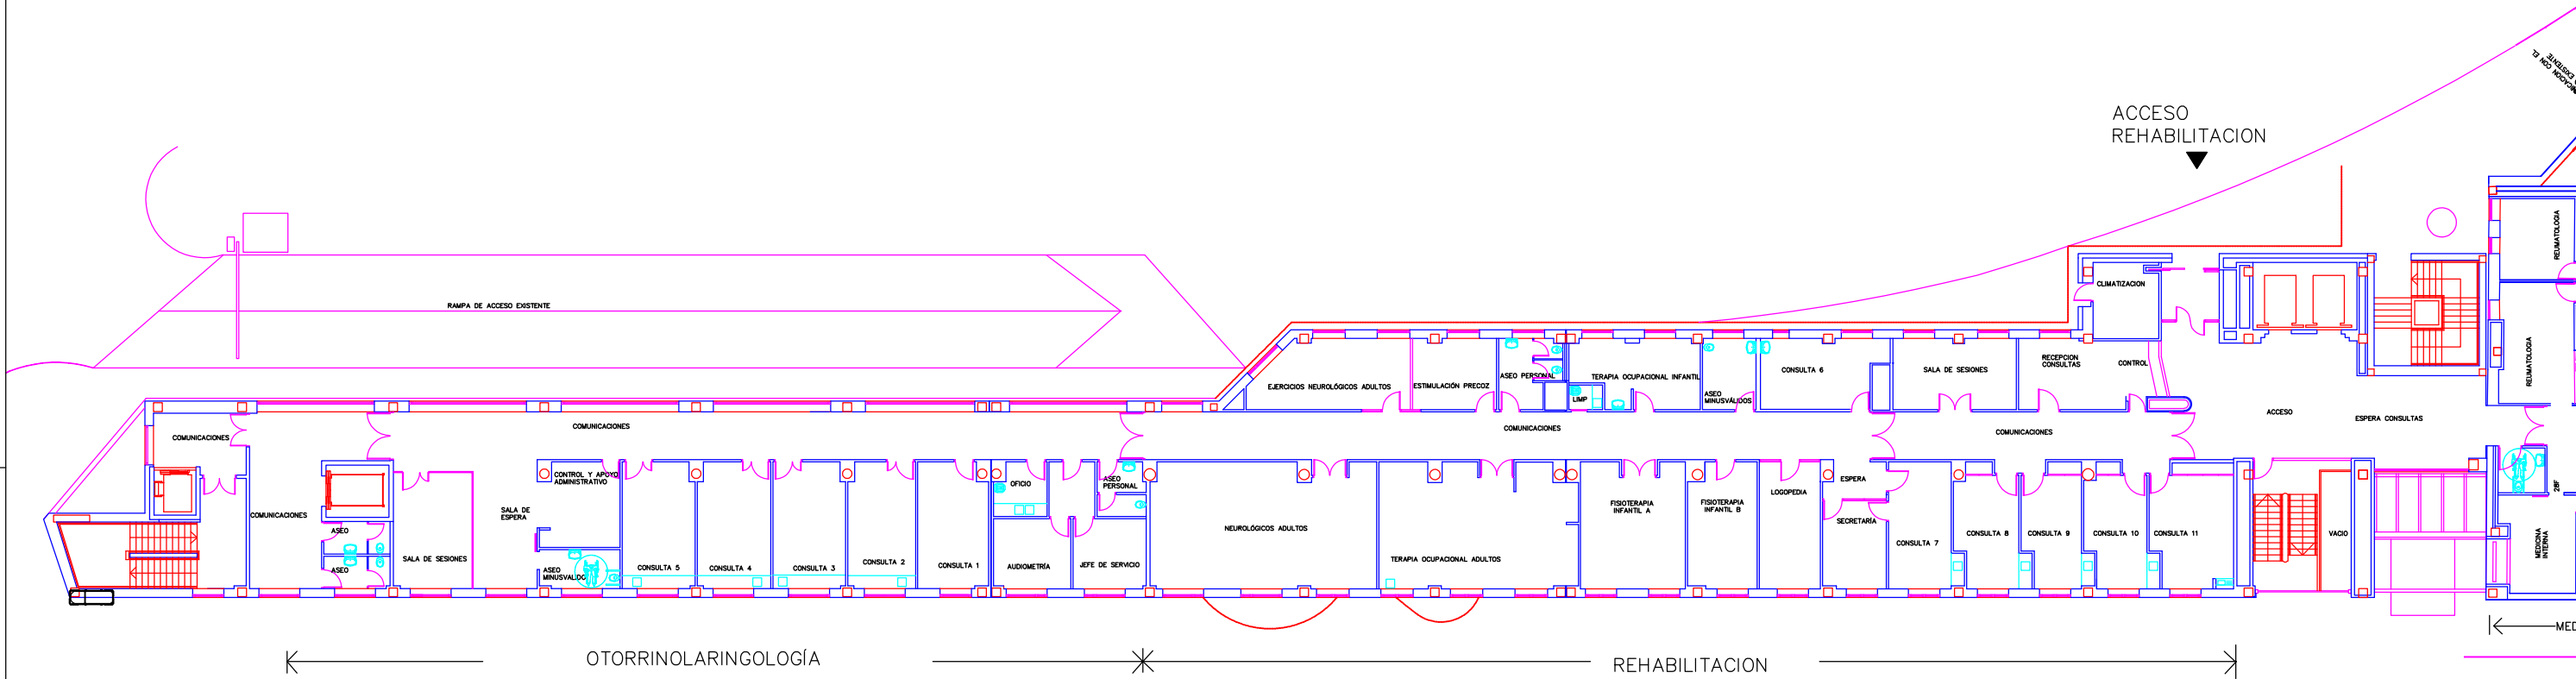 ACCESO
REHABILITACION
EXISTENTE
RAMPA DE ACCESO EXISTENTE
CLIMATIZACION
REUMATOLOGIA
REUMATOLOGIA
EJERCICIOS NEUROLÓGICOS ADULTOS
ESTIMULACIÓN PRECOZ
ASEO PERSONAL
LIMP
TERAPIA OCUPACIONAL INFANTIL
ASEO
MINUSVÁLIDOS
CONSULTA 6
SALA DE SESIONES
RECEPCION
CONSULTAS
CONTROL
ACCESO
ESPERA CONSULTAS
COMUNICACIONES
COMUNICACIONES
COMUNICACIONES
COMUNICACIONES
COMUNICACIONES
ASEO
ASEO
SALA DE SESIONES
SALA DE
ESPERA
CONTROL Y APOYO
ADMINISTRATIVO
ASEO
MINUSVALIDO
CONSULTA 5
CONSULTA 4
CONSULTA 3
CONSULTA 2
CONSULTA 1
OFICIO
AUDIOMETRÍA
ASEO
PERSONAL
JEFE DE SERVICIO
NEUROLÓGICOS ADULTOS
TERAPIA OCUPACIONAL ADULTOS
FISIOTERAPIA
INFANTIL A
FISIOTERAPIA
INFANTIL B
LOGOPEDIA
ESPERA
SECRETARÍA
CONSULTA 7
CONSULTA 8
CONSULTA 9
CONSULTA 10
CONSULTA 11
VACIO
MEDICINA
INTERNA
OTORRINOLARINGOLOGÍA
REHABILITACION
MED